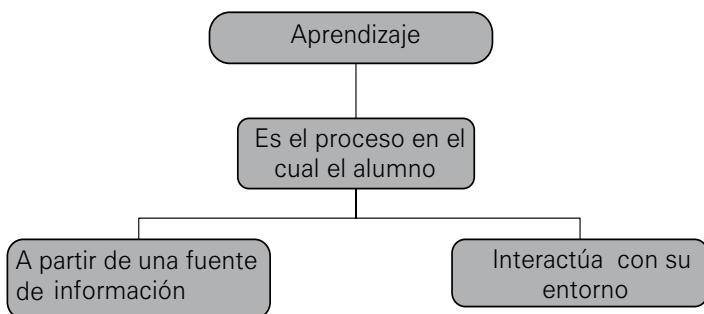 Aprendizaje
Es el proceso en el
cual el alumno
A partir de una fuente
de información
Interactúa con su
entorno